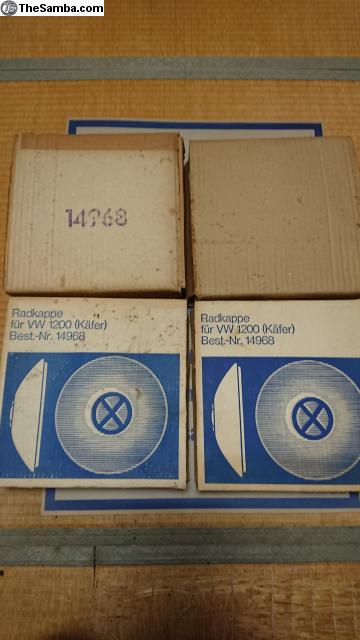 TheSamba.com
14968
Radkappe
für VW 1200 (Käfer)
Best.-Nr. 14968
Radkappe
für VW 1200 (Käfer)
Best.-Nr. 14968